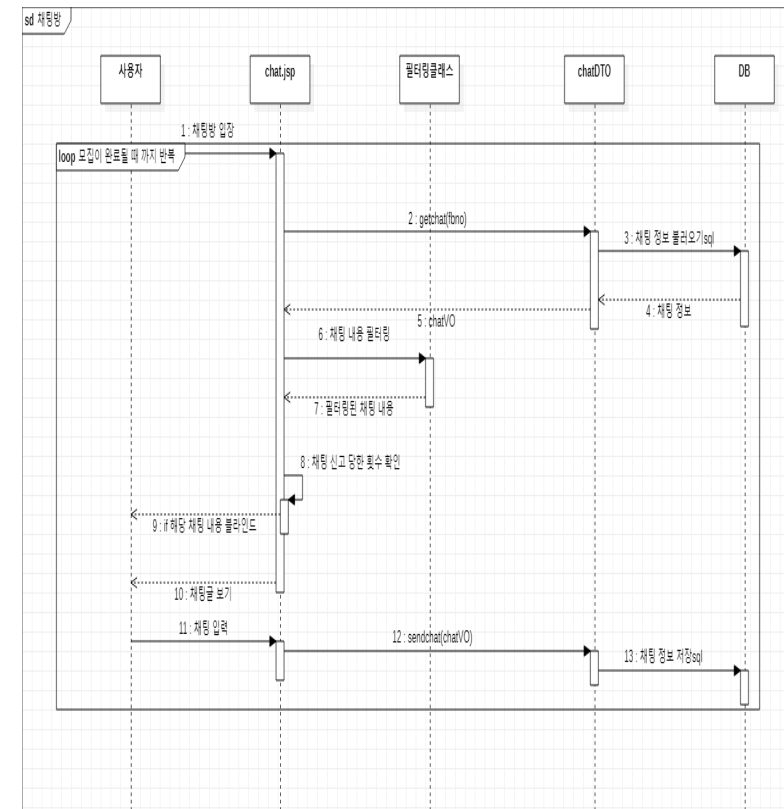 sd 채팅방
사용자
chat.jsp
필터링클래스
chatDTO
DB
1 : 채팅방 입장
loop 모집이 완료될 때 까지 반복
2 : getchat(fbno)
3 : 채팅 정보 불러오기sql
4 : 채팅 정보
5 : chatVO
6 : 채팅 내용 필터링
7 : 필터링된 채팅 내용
8 : 채팅 신고 당한 횟수 확인
9 : if 해당 채팅 내용 블라인드
10 : 채팅글 보기
11 : 채팅 입력
12 : sendchat(chatVO)
13 : 채팅 정보 저장sql